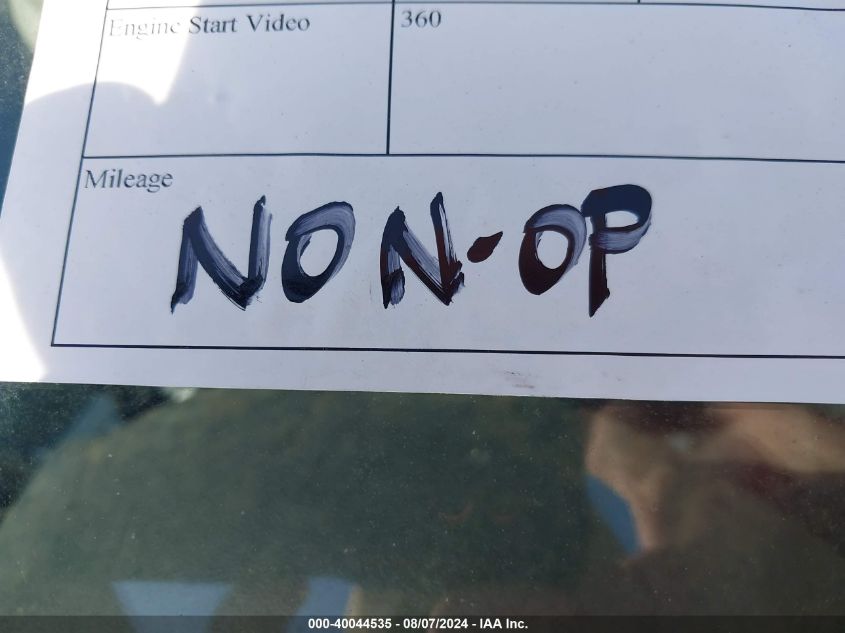 Engine Start Video 360
Mileage
NON-OP
000-40044535 - 08/07/2024 - IAA Inc.